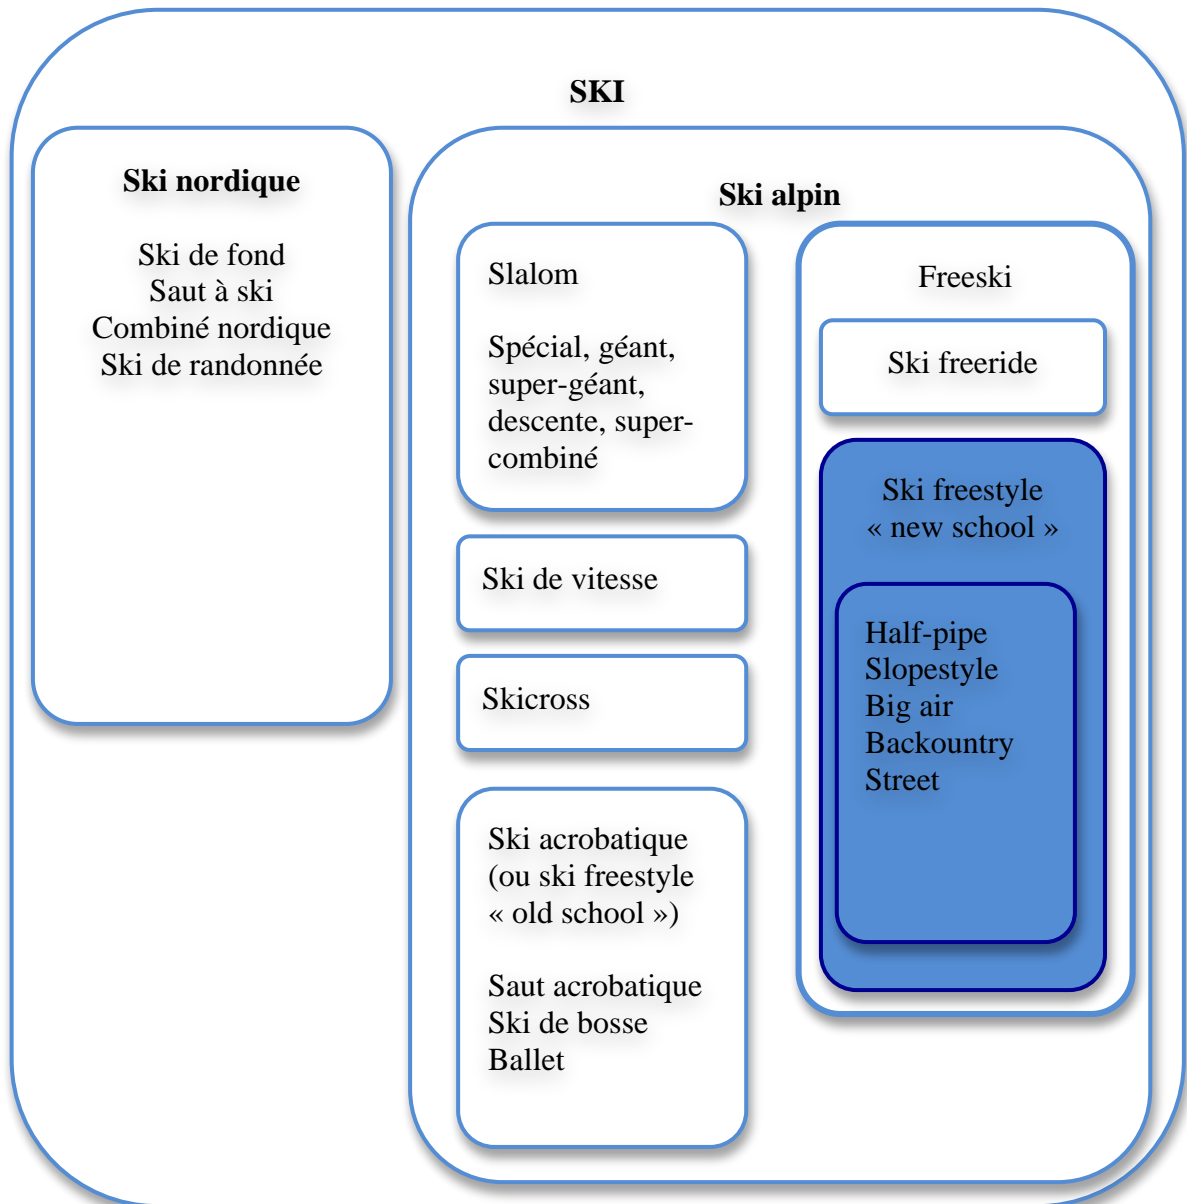 SKI
Ski nordique
Ski de fond
Saut à ski
Combiné nordique
Ski de randonnée
Ski alpin
Slalom
Spécial, géant,
super-géant,
descente, super-
combiné
Ski de vitesse
Skicross
Ski acrobatique
(ou ski freestyle
« old school »)
Saut acrobatique
Ski de bosse
Ballet
Freeski
Ski freeride
Ski freestyle
« new school »
Half-pipe
Slopestyle
Big air
Backountry
Street